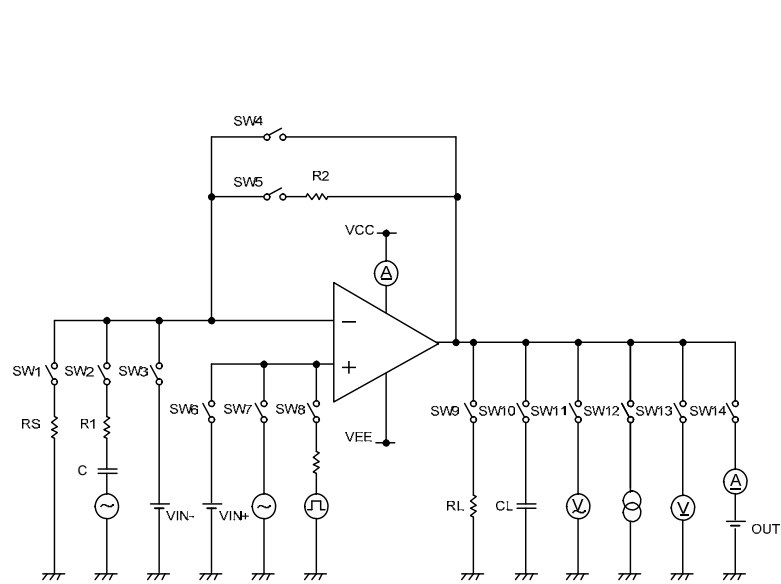 SW4
SW5 R2
VCC
A
−
+
SW1 SW2 SW3
SW6 SW7 SW8
SW9 SW10 SW11 SW12 SW13 SW14
RS R1
VEE
C
A
RL CL V V
VIN- VIN+
OUT